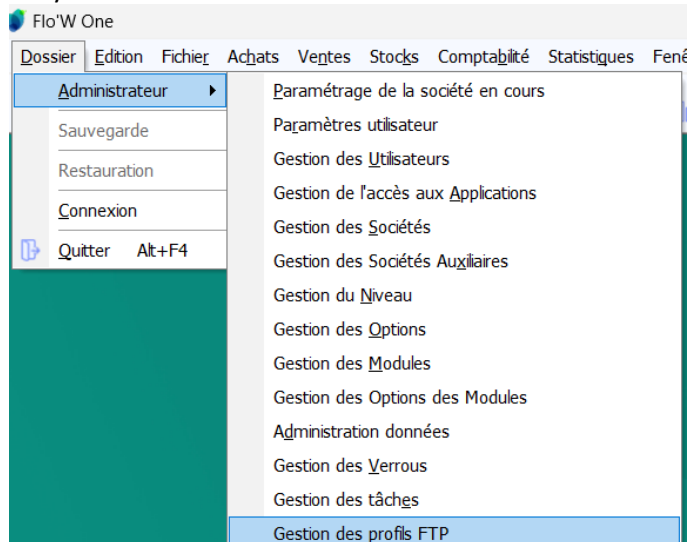 Flo'W One
Dossier Edition Fichier Achats Ventes Stocks Comptabilité Statistiques
Administrateur
Sauvegarde
Restauration
Connexion
Quitter Alt+F4
Paramétrage de la société en cours
Paramètres utilisateur
Gestion des Utilisateurs
Gestion de l'accès aux Applications
Gestion des Sociétés
Gestion des Sociétés Auxiliaires
Gestion du Niveau
Gestion des Options
Gestion des Modules
Gestion des Options des Modules
Administration données
Gestion des Verrous
Gestion des tâches
Gestion des profils FTP